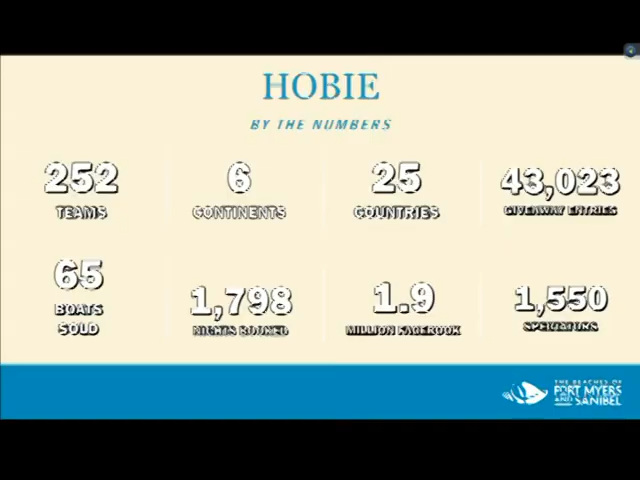 HOBIE
BY THE NUMBERS
252
TEAMS
6
CONTINENTS
25
COUNTRIES
43,023
GIVEAWAY ENTRIES
65
BOATS
SOLD
1,798
NIGHTS BOOKED
1.9
MILLION FACEBOOK
1,550
SPECTATORS
THE BEACHES OF
FORT MYERS
AND SANIBEL